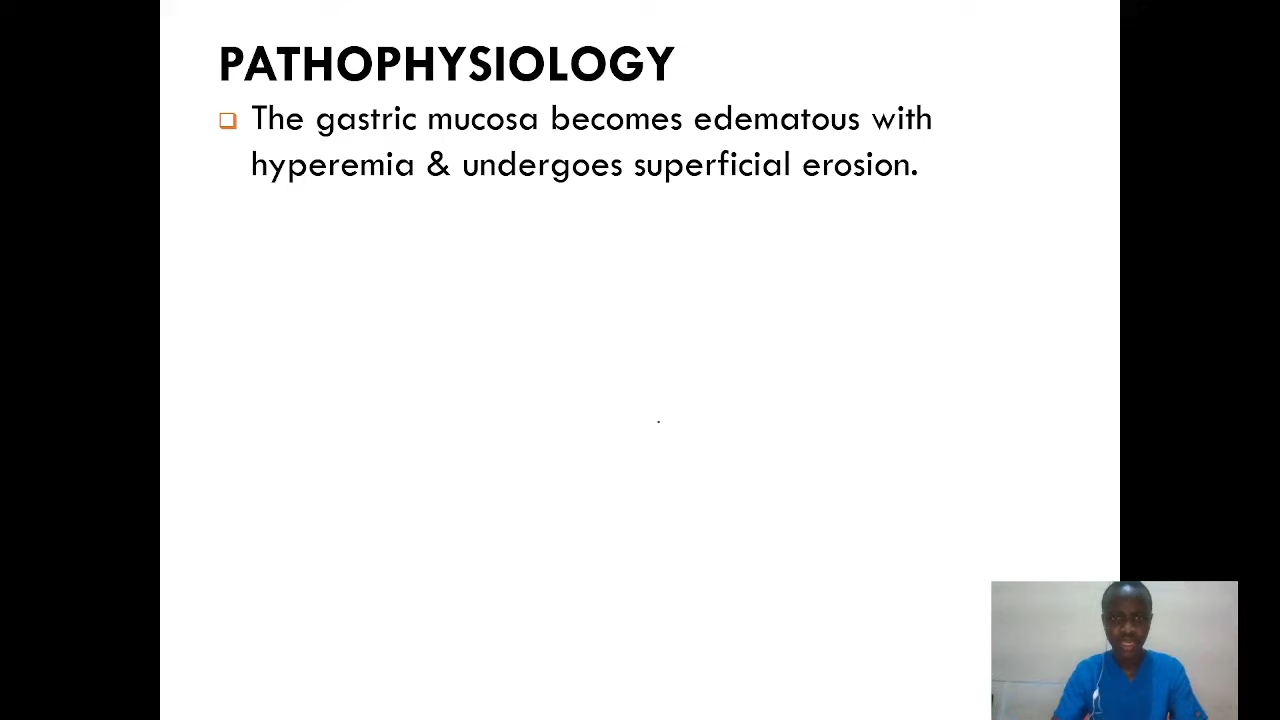 PATHOPHYSIOLOGY
The gastric mucosa becomes edematous with
hyperemia & undergoes superficial erosion.